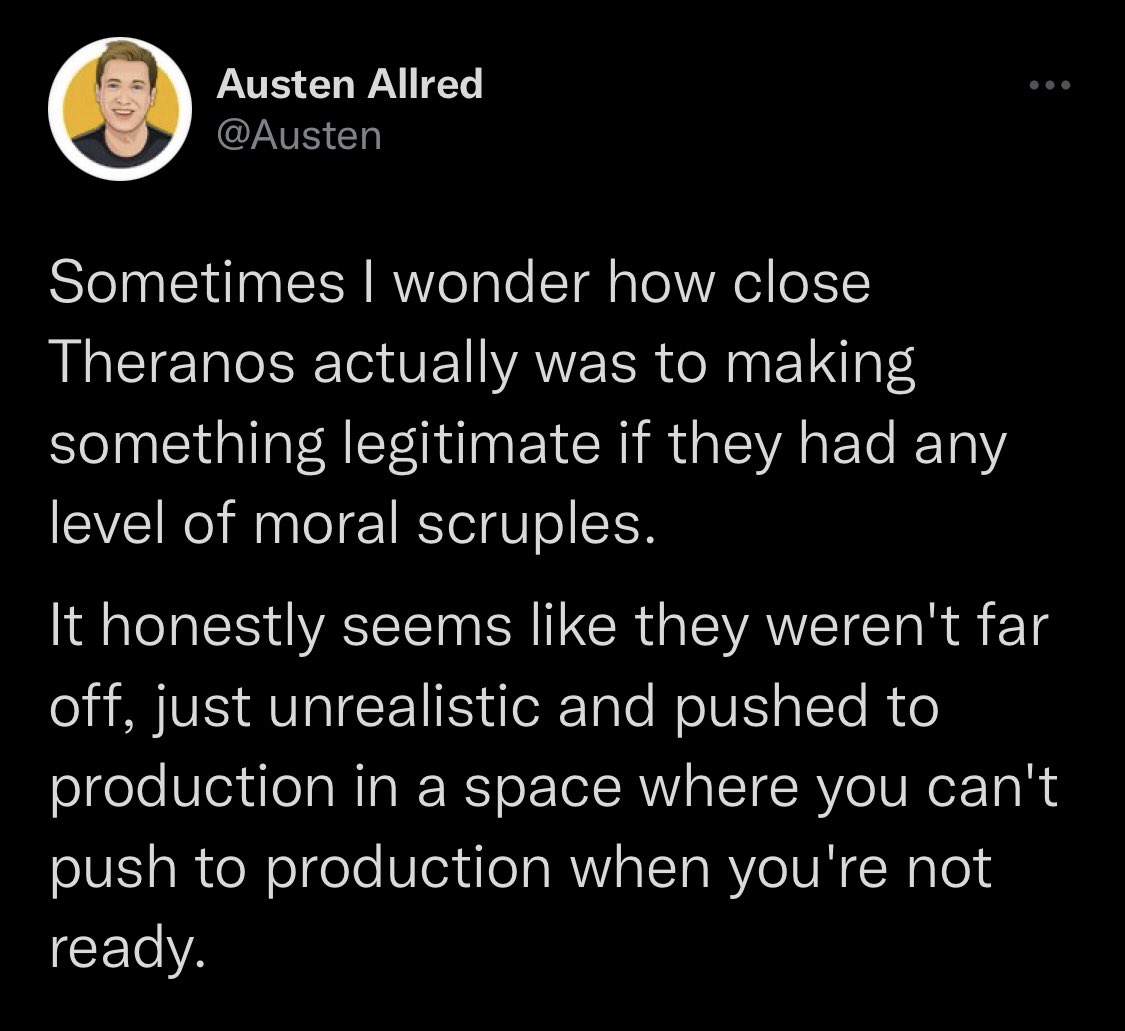 Austen Allred
@Austen
Sometimes I wonder how close
Theranos actually was to making
something legitimate if they had any
level of moral scruples.
It honestly seems like they weren't far
off, just unrealistic and pushed to
production in a space where you can't
push to production when you're not
ready.